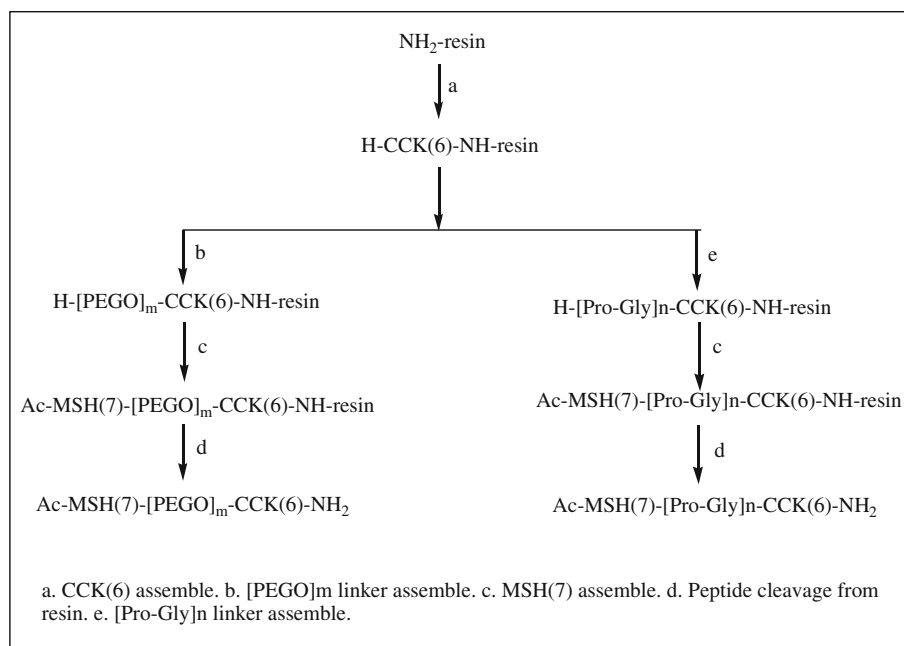 NH₂-resin
a
H-CCK(6)-NH-resin
b
e
H-[PEGO]ₘ-CCK(6)-NH-resin
H-[Pro-Gly]n-CCK(6)-NH-resin
c
c
Ac-MSH(7)-[PEGO]ₘ-CCK(6)-NH-resin
Ac-MSH(7)-[Pro-Gly]n-CCK(6)-NH-resin
d
d
Ac-MSH(7)-[PEGO]ₘ-CCK(6)-NH₂
Ac-MSH(7)-[Pro-Gly]n-CCK(6)-NH₂
a. CCK(6) assemble. b. [PEGO]m linker assemble. c. MSH(7) assemble. d. Peptide cleavage from
resin. e. [Pro-Gly]n linker assemble.